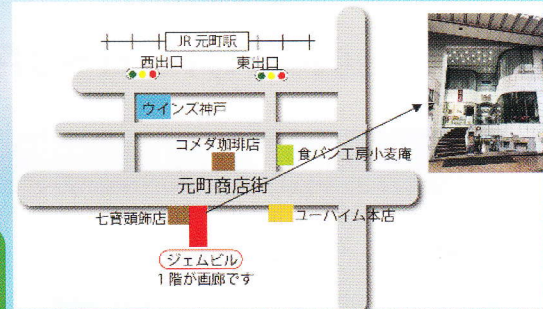 JR 元町駅
西出口
東出口
ウインズ神戸
コメダ珈琲店
食パン工房小麦庵
元町商店街
七寶頭飾店
ユーハイム本店
ジェムビル
1階が画廊です